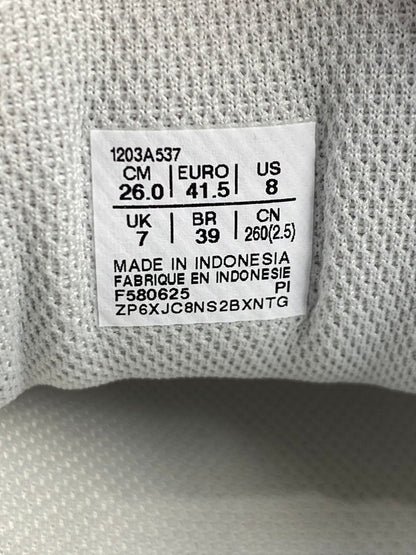 1203A537
CM | EURO | US
26.0 | 41.5 | 8
UK | BR | CN
7 | 39 | 260(2.5)
MADE IN INDONESIA
FABRIQUE EN INDONESIE
F580625 PI
ZP6XJC8NS2BXNTG